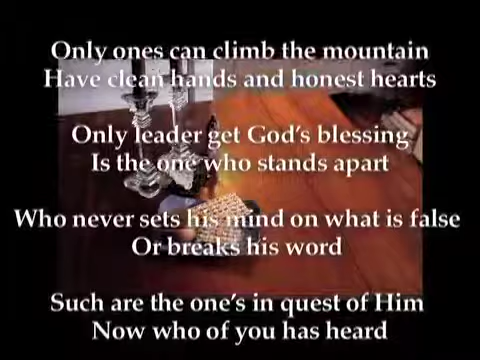 Only ones can climb the mountain
Have clean hands and honest hearts
Only leader get God's blessing
Is the one who stands apart
Who never sets his mind on what is false
Or breaks his word
Such are the one's in quest of Him
Now who of you has heard